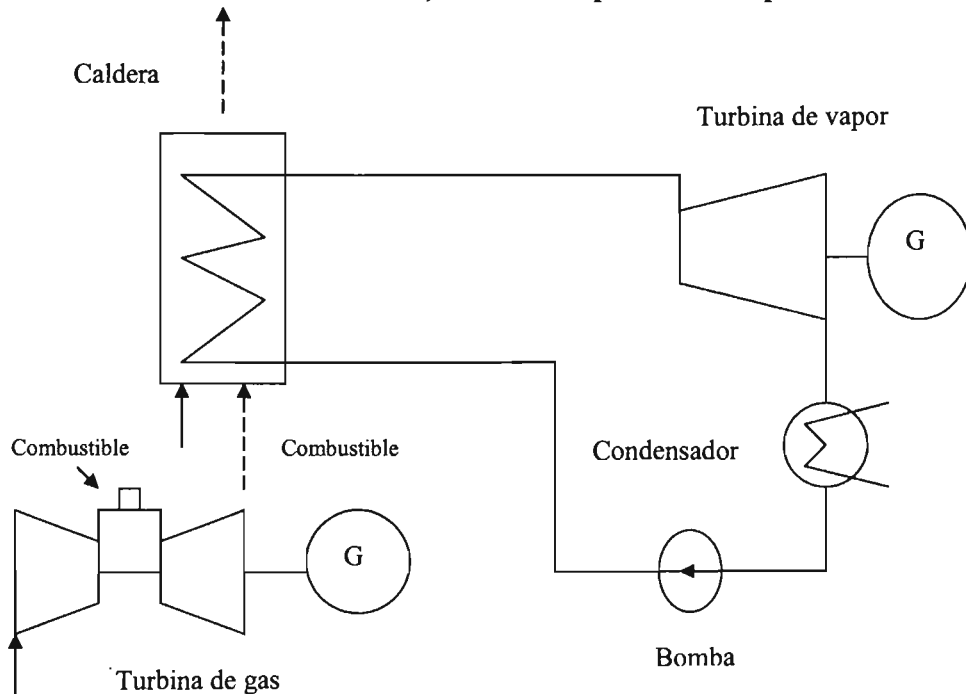 Caldera
Turbina de vapor
G
Combustible
Combustible
Condensador
G
Bomba
Turbina de gas